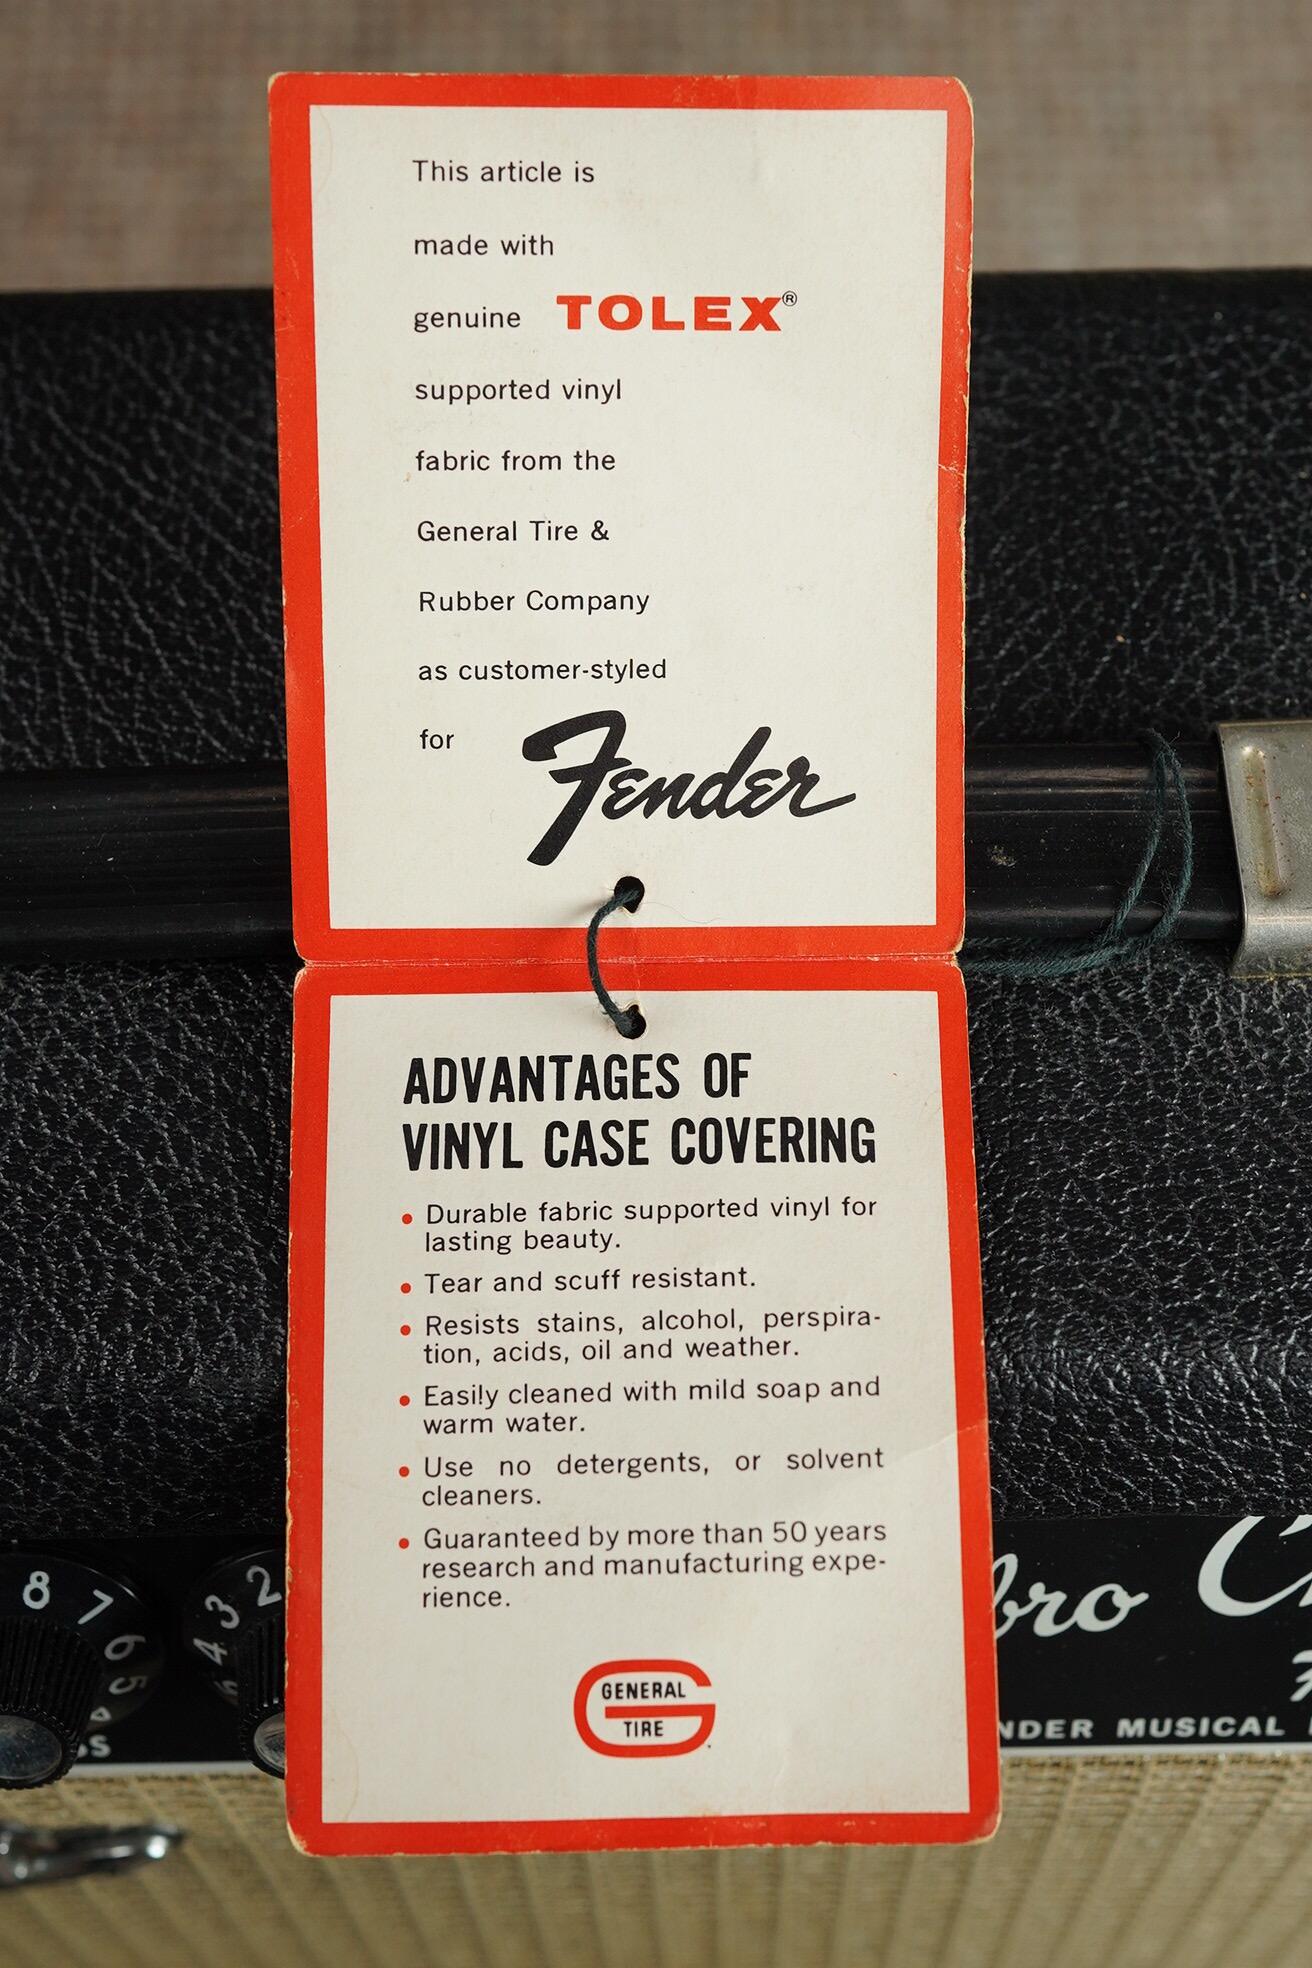 This article is
made with
genuine TOLEX®
supported vinyl
fabric from the
General Tire &
Rubber Company
as customer-styled
for Fender
ADVANTAGES OF
VINYL CASE COVERING
• Durable fabric supported vinyl for
lasting beauty.
• Tear and scuff resistant.
• Resists stains, alcohol, perspira-
tion, acids, oil and weather.
• Easily cleaned with mild soap and
warm water.
• Use no detergents, or solvent
cleaners.
• Guaranteed by more than 50 years
research and manufacturing expe-
rience.
GENERAL
TIRE
8 7 6 5
2 3 4
bro
NDER MUSICAL